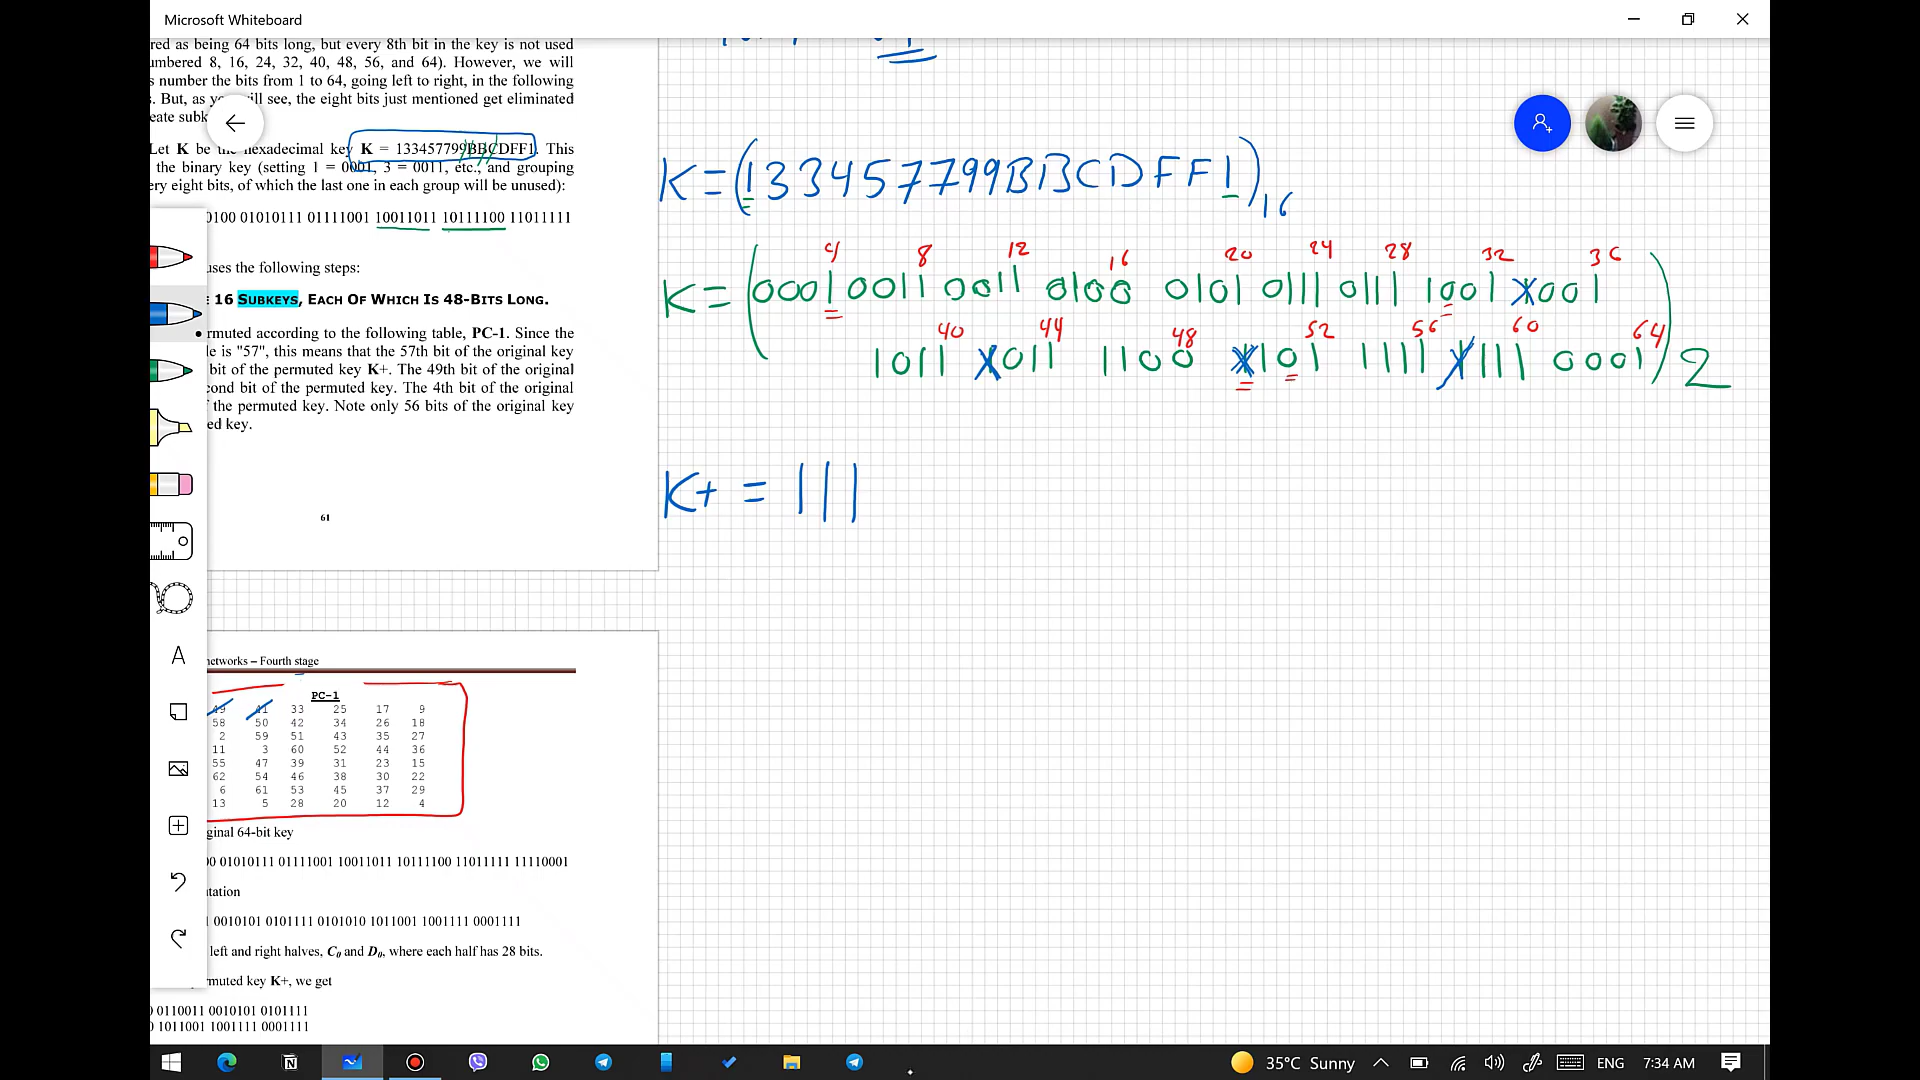 Microsoft Whiteboard
red as being 64 bits long, but every 8th bit in the key is not used
umbered 8, 16, 24, 32, 40, 48, 56, and 64). However, we will
s number the bits from 1 to 64, going left to right, in the following
s. But, as you will see, the eight bits just mentioned get eliminated
eate subk
Let K be the hexadecimal key K = 133457799BBCDFF1. This
the binary key (setting 1 = 0001, 3 = 0011, etc., and grouping
ery eight bits, of which the last one in each group will be unused):
0100 01010111 01111001 10011011 10111100 11011111
uses the following steps:
E 16 SUBKEYS, EACH OF WHICH IS 48-BITS LONG.
rmuted according to the following table, PC-1. Since the
le is "57", this means that the 57th bit of the original key
bit of the permuted key K+. The 49th bit of the original
cond bit of the permuted key. The 4th bit of the original
f the permuted key. Note only 56 bits of the original key
ed key.
61
networks – Fourth stage
PC-1
49 41 33 25 17 9
58 50 42 34 26 18
2 59 51 43 35 27
11 3 60 52 44 36
55 47 39 31 23 15
62 54 46 38 30 22
6 61 53 45 37 29
13 5 28 20 12 4
ginal 64-bit key
00 01010111 01111001 10011011 10111100 11011111 11110001
tation
1 0010101 0101111 0101010 1011001 1001111 0001111
left and right halves, C0 and D0, where each half has 28 bits.
rmuted key K+, we get
0 0110011 0010101 0101111
0 1011001 1001111 0001111
K=(133457799BBCDFF1)16
4 8 12 16 20 24 28 32 36
K=(0001 0011 0011 0100 0101 0111 0111 1001 1001
40 44 48 52 56 60 64
1011 1011 1100 1101 1111 1111 0001)2
K+ = 111
A
35°C Sunny
ENG
7:34 AM